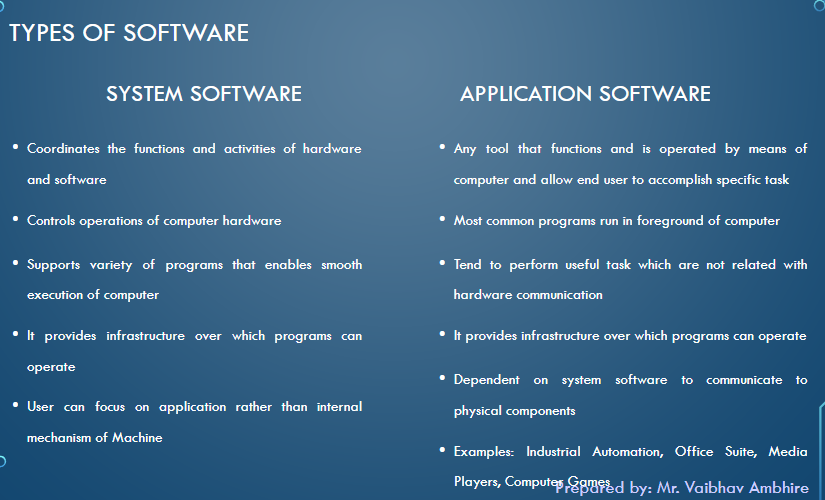 TYPES OF SOFTWARE
SYSTEM SOFTWARE
• Coordinates the functions and activities of hardware
and software
• Controls operations of computer hardware
• Supports variety of programs that enables smooth
execution of computer
• It provides infrastructure over which programs can
operate
• User can focus on application rather than internal
mechanism of Machine
APPLICATION SOFTWARE
• Any tool that functions and is operated by means of
computer and allow end user to accomplish specific task
• Most common programs run in foreground of computer
• Tend to perform useful task which are not related with
hardware communication
• It provides infrastructure over which programs can operate
• Dependent on system software to communicate to
physical components
• Examples: Industrial Automation, Office Suite, Media
Players, Computer Games
Prepared by: Mr. Vaibhav Ambhire